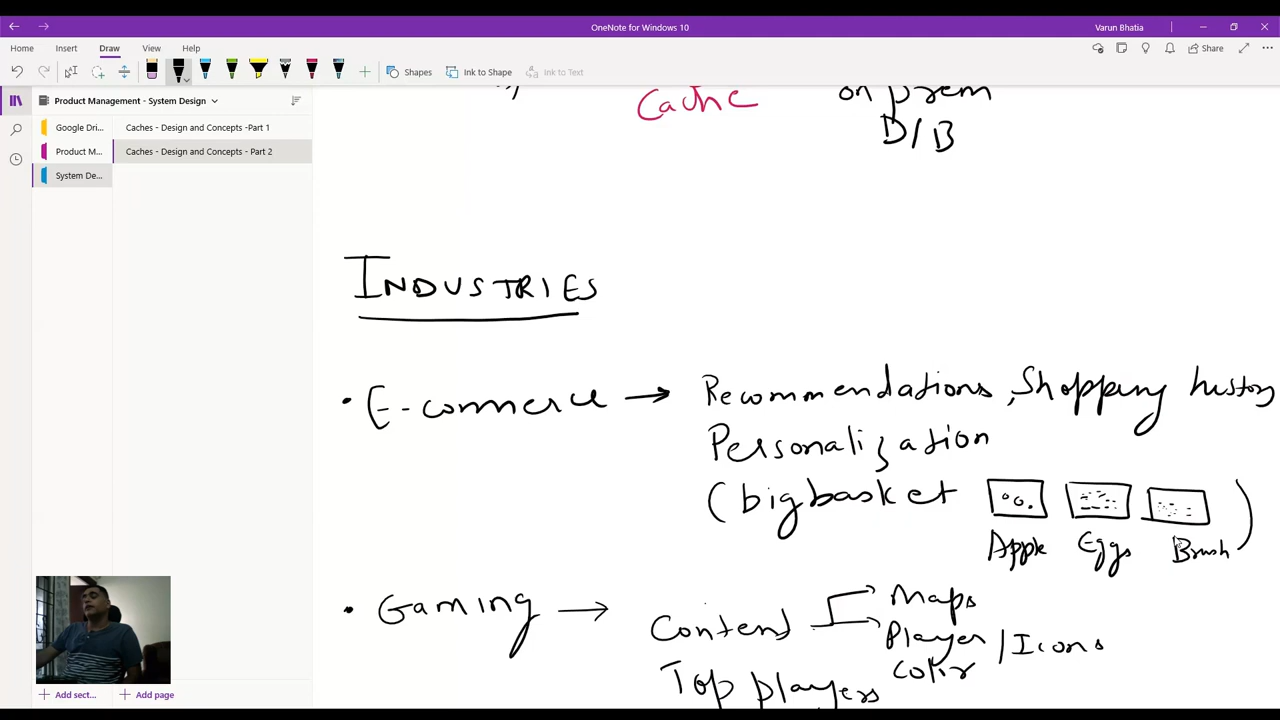 OneNote for Windows 10
Varun Bhatia
Home Insert Draw View Help
Share
Shapes Ink to Shape Ink to Text
Product Management - System Design
Google Dri...
Product M...
System De...
Caches - Design and Concepts -Part 1
Caches - Design and Concepts - Part 2
Cache
on prem
D/B
INDUSTRIES
• E-commerce → Recommendations, Shopping history
Personalization
(bigbasket
Apple Eggs Brush )
• Gaming → Content
Maps
Player / Icons
Color
Top players
+ Add sect...
+ Add page